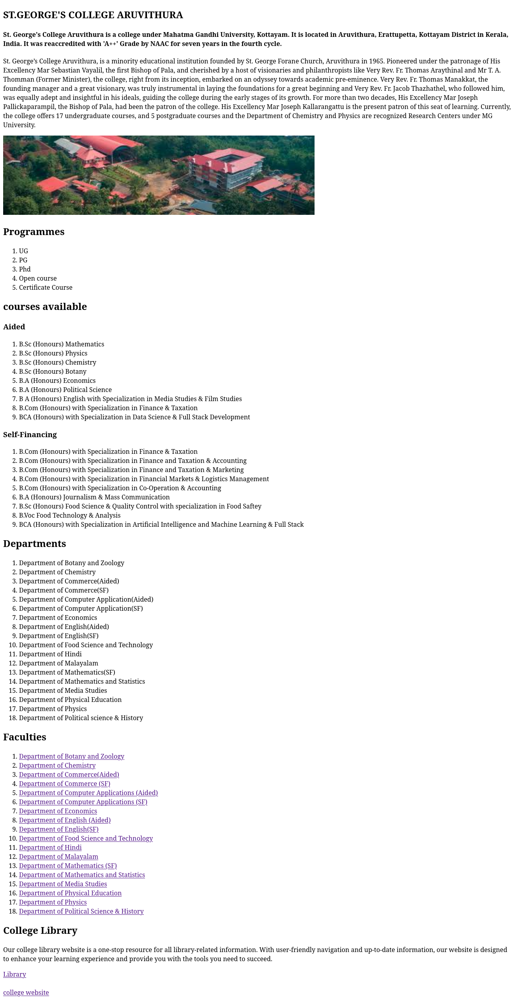 ST.GEORGE'S COLLEGE ARUVITHURA
St. George's College Aruvithura is a college under Mahatma Gandhi University, Kottayam. It is located in Aruvithura, Erattupetta, Kottayam District in Kerala,
India. It was reaccredited with 'A++' Grade by NAAC for seven years in the fourth cycle.
St. George’s College Aruvithura, is a minority educational institution founded by St. George Forane Church, Aruvithura in 1965. Pioneered under the patronage of His
Excellency Mar Sebastian Vayalil, the first Bishop of Pala, and cherished by a host of visionaries and philanthropists like Very Rev. Fr. Thomas Araythinal and Mr T. A.
Thomman (Former Minister), the college, right from its inception, embarked on an odyssey towards academic pre-eminence. Very Rev. Fr. Thomas Manakkat, the
founding manager and a great visionary, was truly instrumental in laying the foundations for a great beginning and Very Rev. Fr. Jacob Thazhathel, who followed him,
was equally adept and insightful in his ideals, guiding the college during the early stages of its growth. For more than two decades, His Excellency Mar Joseph
Pallickaparampil, the Bishop of Pala, had been the patron of the college. His Excellency Mar Joseph Kallarangattu is the present patron of this seat of learning. Currently,
the college offers 17 undergraduate courses, and 5 postgraduate courses and the Department of Chemistry and Physics are recognized Research Centers under MG
University.
Programmes
1. UG
2. PG
3. Phd
4. Open course
5. Certificate Course
courses available
Aided
1. B.Sc (Honours) Mathematics
2. B.Sc (Honours) Physics
3. B.Sc (Honours) Chemistry
4. B.Sc (Honours) Botany
5. B.A (Honours) Economics
6. B.A (Honours) Political Science
7. B A (Honours) English with Specialization in Media Studies & Film Studies
8. B.Com (Honours) with Specialization in Finance & Taxation
9. BCA (Honours) with Specialization in Data Science & Full Stack Development
Self-Financing
1. B.Com (Honours) with Specialization in Finance & Taxation
2. B.Com (Honours) with Specialization in Finance and Taxation & Accounting
3. B.Com (Honours) with Specialization in Finance and Taxation & Marketing
4. B.Com (Honours) with Specialization in Financial Markets & Logistics Management
5. B.Com (Honours) with Specialization in Co-Operation & Accounting
6. B.A (Honours) Journalism & Mass Communication
7. B.Sc (Honours) Food Science & Quality Control with specialization in Food Saftey
8. B.Voc Food Technology & Analysis
9. BCA (Honours) with Specialization in Artificial Intelligence and Machine Learning & Full Stack
Departments
1. Department of Botany and Zoology
2. Department of Chemistry
3. Department of Commerce(Aided)
4. Department of Commerce(SF)
5. Department of Computer Application(Aided)
6. Department of Computer Application(SF)
7. Department of Economics
8. Department of English(Aided)
9. Department of English(SF)
10. Department of Food Science and Technology
11. Department of Hindi
12. Department of Malayalam
13. Department of Mathematics(SF)
14. Department of Mathematics and Statistics
15. Department of Media Studies
16. Department of Physical Education
17. Department of Physics
18. Department of Political science & History
Faculties
1. Department of Botany and Zoology
2. Department of Chemistry
3. Department of Commerce(Aided)
4. Department of Commerce (SF)
5. Department of Computer Applications (Aided)
6. Department of Computer Applications (SF)
7. Department of Economics
8. Department of English (Aided)
9. Department of English(SF)
10. Department of Food Science and Technology
11. Department of Hindi
12. Department of Malayalam
13. Department of Mathematics (SF)
14. Department of Mathematics and Statistics
15. Department of Media Studies
16. Department of Physical Education
17. Department of Physics
18. Department of Political Science & History
College Library
Our college library website is a one-stop resource for all library-related information. With user-friendly navigation and up-to-date information, our website is designed
to enhance your learning experience and provide you with the tools you need to succeed.
Library
college website